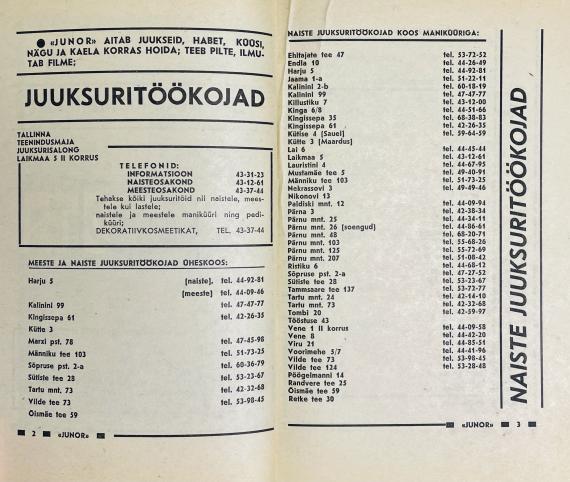 ● «JUNOR» AITAB JUUKSEID, HABET, KÜÜSI,
NÄGU JA KAELA KORRAS HOIDA; TEEB PILTE, ILMU-
TAB FILME;
JUUKSURITÖÖKOJAD
TALLINNA
TEENINDUSMAJA
JUUKSURISALONG
LAIKMAA 5 II KORRUS
TELEFONID:
INFORMATSIOON 43-31-23
NAISTEOSAKOND 43-12-61
MEESTEOSAKOND 43-37-44
Tehakse kõiki juuksuritöid nii naistele, mees-
tele kui lastele;
naistele ja meestele maniküüri ning pedi-
küüri;
DEKORATIIVKOSMEETIKAT, TEL. 43-37-44
MEESTE JA NAISTE JUUKSURITÖÖKOJAD ÜHESKOOS:
Harju 5 (naiste), tel. 44-92-81
(meeste) tel. 44-09-46
Kalinini 99 tel. 47-47-77
Kingissepa 61 tel. 42-26-35
Kütte 3
Marxi pst. 78 tel. 47-45-98
Männiku tee 103 tel. 51-73-25
Sõpruse pst. 2-a tel. 60-36-79
Sütiste tee 28 tel. 53-23-67
Tartu mnt. 73 tel. 42-32-68
Vilde tee 73 tel. 53-98-45
Õismäe tee 59
2 «JUNOR»
NAISTE JUUKSURITÖÖKOJAD KOOS MANIKÜÜRIGA:
Ehitajate tee 47 tel. 53-72-52
Endla 10 tel. 44-26-49
Harju 5 tel. 44-92-81
Jaama 1-a tel. 51-22-11
Kalinini 2-b tel. 60-18-19
Kalinini 99 tel. 47-47-77
Killustiku 7 tel. 43-12-00
Kinga 6/8 tel. 44-51-66
Kingissepa 35 tel. 68-38-83
Kingissepa 61 tel. 42-26-35
Kütise 4 (Sauel) tel. 59-64-59
Kütte 3 (Maardus)
Lai 6 tel. 44-45-44
Laikmaa 5 tel. 43-12-61
Lauristini 4 tel. 44-67-95
Mustamäe tee 5 tel. 49-40-91
Männiku tee 103 tel. 51-73-25
Nekrassovi 3 tel. 49-49-46
Nikonovi 13
Paldiski mnt. 12 tel. 44-09-94
Pärna 3 tel. 42-38-34
Pärnu mnt. 25 tel. 44-34-11
Pärnu mnt. 26 (soengud) tel. 44-86-61
Pärnu mnt. 48 tel. 68-20-71
Pärnu mnt. 103 tel. 55-68-26
Pärnu mnt. 125 tel. 55-72-69
Pärnu mnt. 207 tel. 51-08-42
Ristiku 6 tel. 44-68-12
Sõpruse pst. 2-a tel. 47-27-52
Sütiste tee 28 tel. 53-23-67
Tammsaare tee 137 tel. 53-72-77
Tartu mnt. 24 tel. 42-14-10
Tartu mnt. 73 tel. 42-32-68
Tombi 20 tel. 42-59-97
Tööstuse 43
Vene 1 II korrus tel. 44-09-58
Vene 8 tel. 44-42-20
Viru 21 tel. 44-85-51
Voorimehe 5/7 tel. 44-41-96
Vilde tee 73 tel. 53-98-45
Vilde tee 124 tel. 53-28-48
Pöögelmanni 14
Randvere tee 25
Õismäe tee 59
Retke tee 30
«JUNOR» 3
NAISTE JUUKSURITÖÖKOJAD